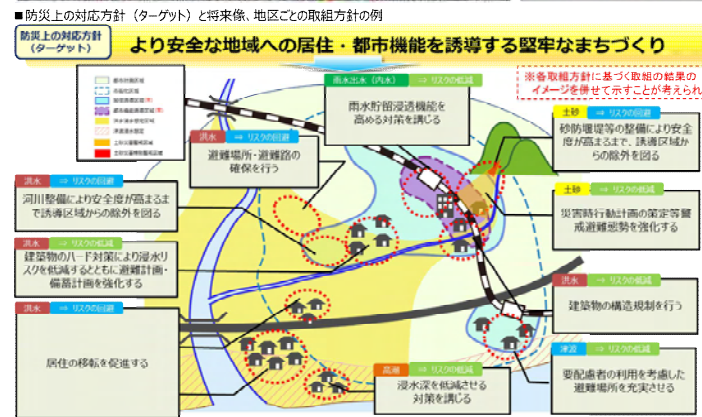 ■防災上の対応方針（ターゲット）と将来像、地区ごとの取組方針の例
防災上の対応方針
（ターゲット）
より安全な地域への居住・都市機能を誘導する堅牢なまちづくり
※各取組方針に基づく取組の結果の
イメージを併せて示すことが考えられ
雨水出水（内水） ⇒ リスクの低減
雨水貯留浸透機能を
高める対策を講じる
洪水 ⇒ リスクの回避
避難場所・避難路の
確保を行う
土砂 ⇒ リスクの回避
砂防堰堤等の整備により安全
度が高まるまで、誘導区域か
らの除外を図る
洪水 ⇒ リスクの回避
河川整備により安全度が高まるま
で誘導区域からの除外を図る
土砂 ⇒ リスクの低減
災害時行動計画の策定等警
戒避難態勢を強化する
洪水 ⇒ リスクの低減
建築物のハード対策により浸水リ
スクを低減するとともに避難計画・
備蓄計画を強化する
洪水 ⇒ リスクの低減
建築物の構造規制を行う
洪水 ⇒ リスクの回避
居住の移転を促進する
高潮 ⇒ リスクの低減
浸水深を低減させる
対策を講じる
津波 ⇒ リスクの低減
要配慮者の利用を考慮した
避難場所を充実させる